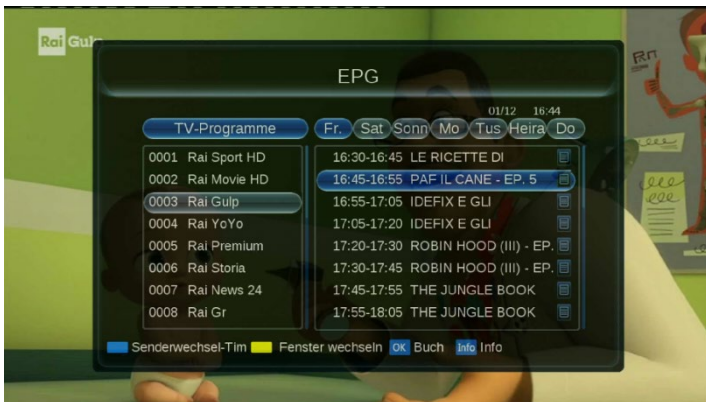 Rai Gulp
EPG
01/12 16:44
TV-Programme
Fr. Sat Sonn Mo Tus Heira Do
0001 Rai Sport HD
0002 Rai Movie HD
0003 Rai Gulp
0004 Rai YoYo
0005 Rai Premium
0006 Rai Storia
0007 Rai News 24
0008 Rai Gr
16:30-16:45 LE RICETTE DI
16:45-16:55 PAF IL CANE - EP. 5
16:55-17:05 IDEFIX E GLI
17:05-17:20 IDEFIX E GLI
17:20-17:30 ROBIN HOOD (III) - EP.
17:30-17:45 ROBIN HOOD (III) - EP.
17:45-17:55 THE JUNGLE BOOK
17:55-18:05 THE JUNGLE BOOK
Senderwechsel-Tim Fenster wechseln OK Buch Info Info